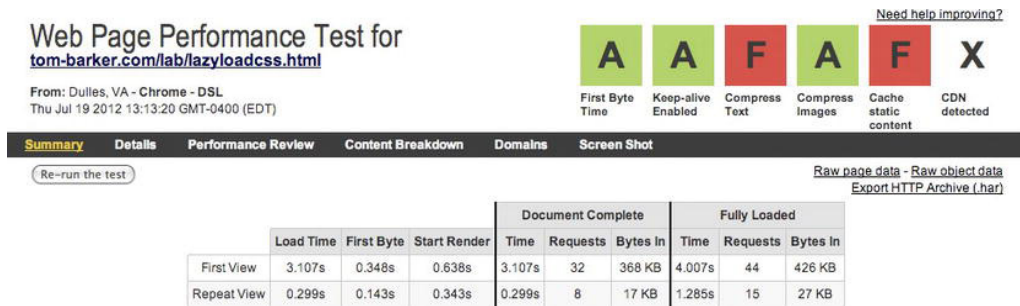 Need help improving?
Web Page Performance Test for
tom-barker.com/lab/lazyloadcss.html
From: Dulles, VA - Chrome - DSL
Thu Jul 19 2012 13:13:20 GMT-0400 (EDT)
A A F A F X
First Byte Time
Keep-alive Enabled
Compress Text
Compress Images
Cache static content
CDN detected
Summary Details Performance Review Content Breakdown Domains Screen Shot
Re-run the test
Raw page data - Raw object data
Export HTTP Archive (.har)
Document Complete Fully Loaded
Load Time First Byte Start Render Time Requests Bytes In Time Requests Bytes In
First View 3.107s 0.348s 0.638s 3.107s 32 368 KB 4.007s 44 426 KB
Repeat View 0.299s 0.143s 0.343s 0.299s 8 17 KB 1.285s 15 27 KB